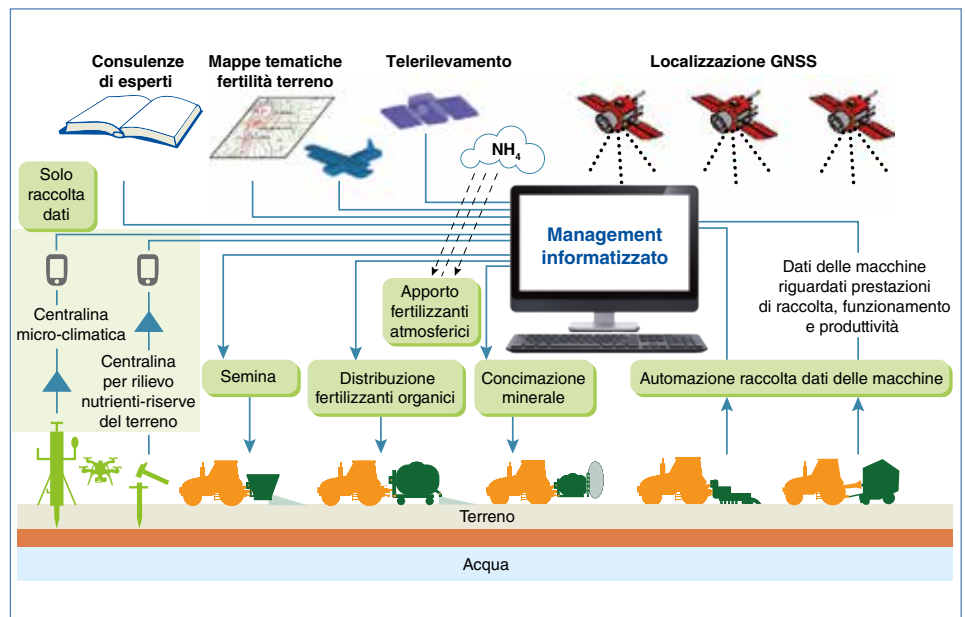 Consulenze
di esperti
Mappe tematiche
fertilità terreno
Telerilevamento
Localizzazione GNSS
NH4
Solo
raccolta
dati
Management
informatizzato
Centralina
micro-climatica
Centralina
per rilievo
nutrienti-riserve
del terreno
Apporto
fertilizzanti
atmosferici
Dati delle macchine
riguardati prestazioni
di raccolta, funzionamento
e produttività
Semina
Distribuzione
fertilizzanti organici
Concimazione
minerale
Automazione raccolta dati delle macchine
Terreno
Acqua